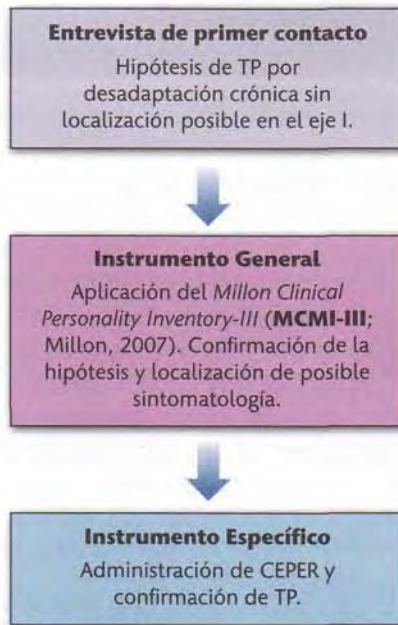 Entrevista de primer contacto
Hipótesis de TP por
desadaptación crónica sin
localización posible en el eje I.
Instrumento General
Aplicación del Millon Clinical
Personality Inventory-III (MCMI-III;
Millon, 2007). Confirmación de la
hipótesis y localización de posible
sintomatología.
Instrumento Específico
Administración de CEPER y
confirmación de TP.